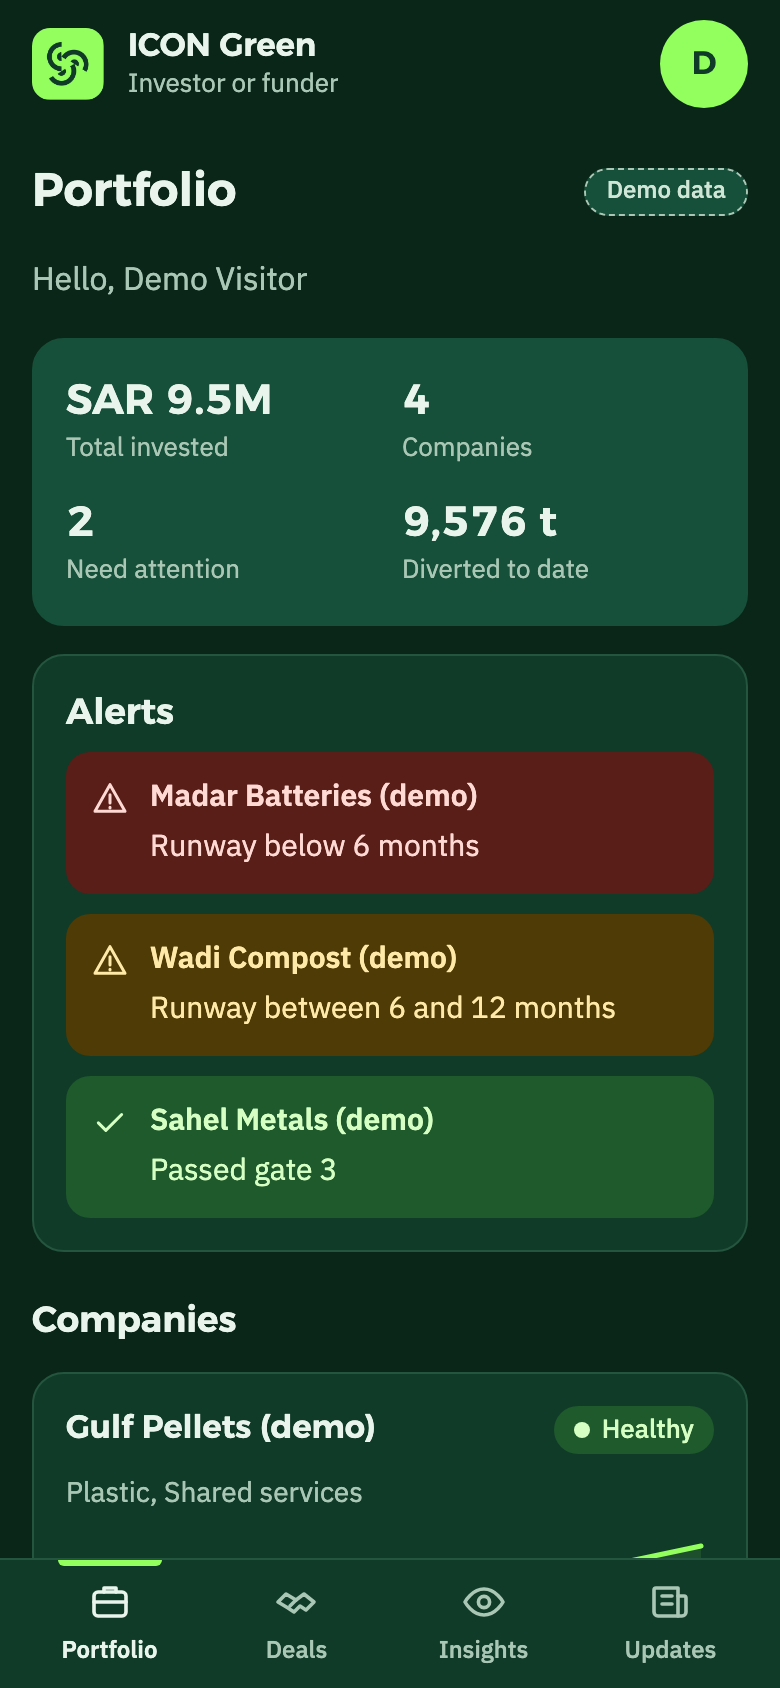 ICON Green
Investor or funder
D
Portfolio
Demo data
Hello, Demo Visitor
SAR 9.5M
Total invested
4
Companies
2
Need attention
9,576 t
Diverted to date
Alerts
Madar Batteries (demo)
Runway below 6 months
Wadi Compost (demo)
Runway between 6 and 12 months
Sahel Metals (demo)
Passed gate 3
Companies
Gulf Pellets (demo)
Healthy
Plastic, Shared services
Portfolio
Deals
Insights
Updates